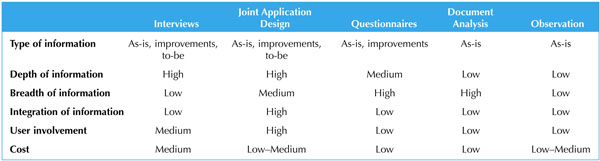 Joint Application Document
Interviews Design Questionnaires Analysis Observation
Type of information As-is, improvements, As-is, improvements, As-is, improvements As-is As-is
to-be to-be
Depth of information High High Medium Low Low
Breadth of information Low Medium High High Low
Integration of information Low High Low Low Low
User involvement Medium High Low Low Low
Cost Medium Low–Medium Low Low Low–Medium